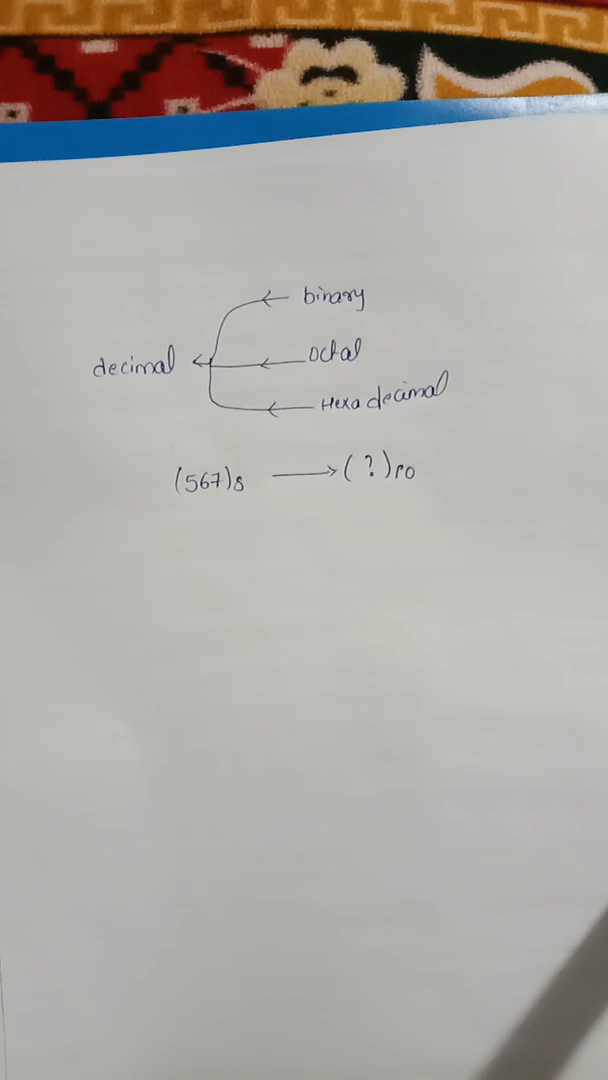 binary
decimal ← Octal
Hexa decimal
(567)8 → (?)10